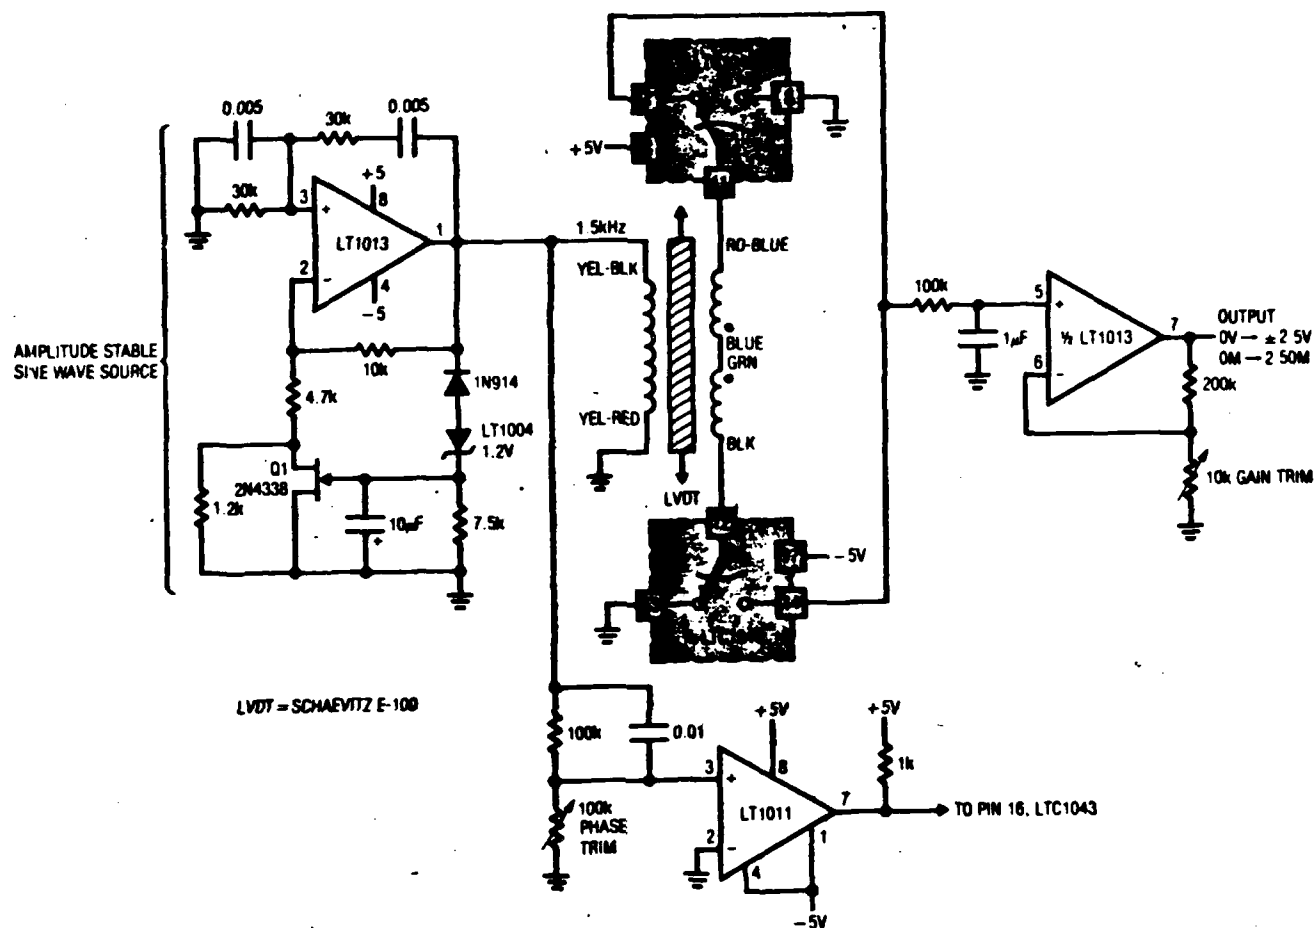 0.005
30k
0.005
+5V
30k
+5
3
8
+
LT1013
1
2
-
4
-5
1.5kHz
YEL-BLK
RD-BLUE
AMPLITUDE STABLE
SINE WAVE SOURCE
10k
1N914
4.7k
LT1004
1.2V
YEL-RED
BLUE
GRN
BLK
100k
5
+
1µF
½ LT1013
7
6
-
OUTPUT
0V → ±2.5V
0M → 2.50M
200k
10k GAIN TRIM
Q1
2N4338
1.2k
10µF
+
7.5k
LVDT
-5V
LVDT = SCHAEVITZ E-100
100k
0.01
+5V
+5V
1k
3
+
8
LT1011
7
TO PIN 16, LTC1043
100k
PHASE
TRIM
2
-
1
4
-5V